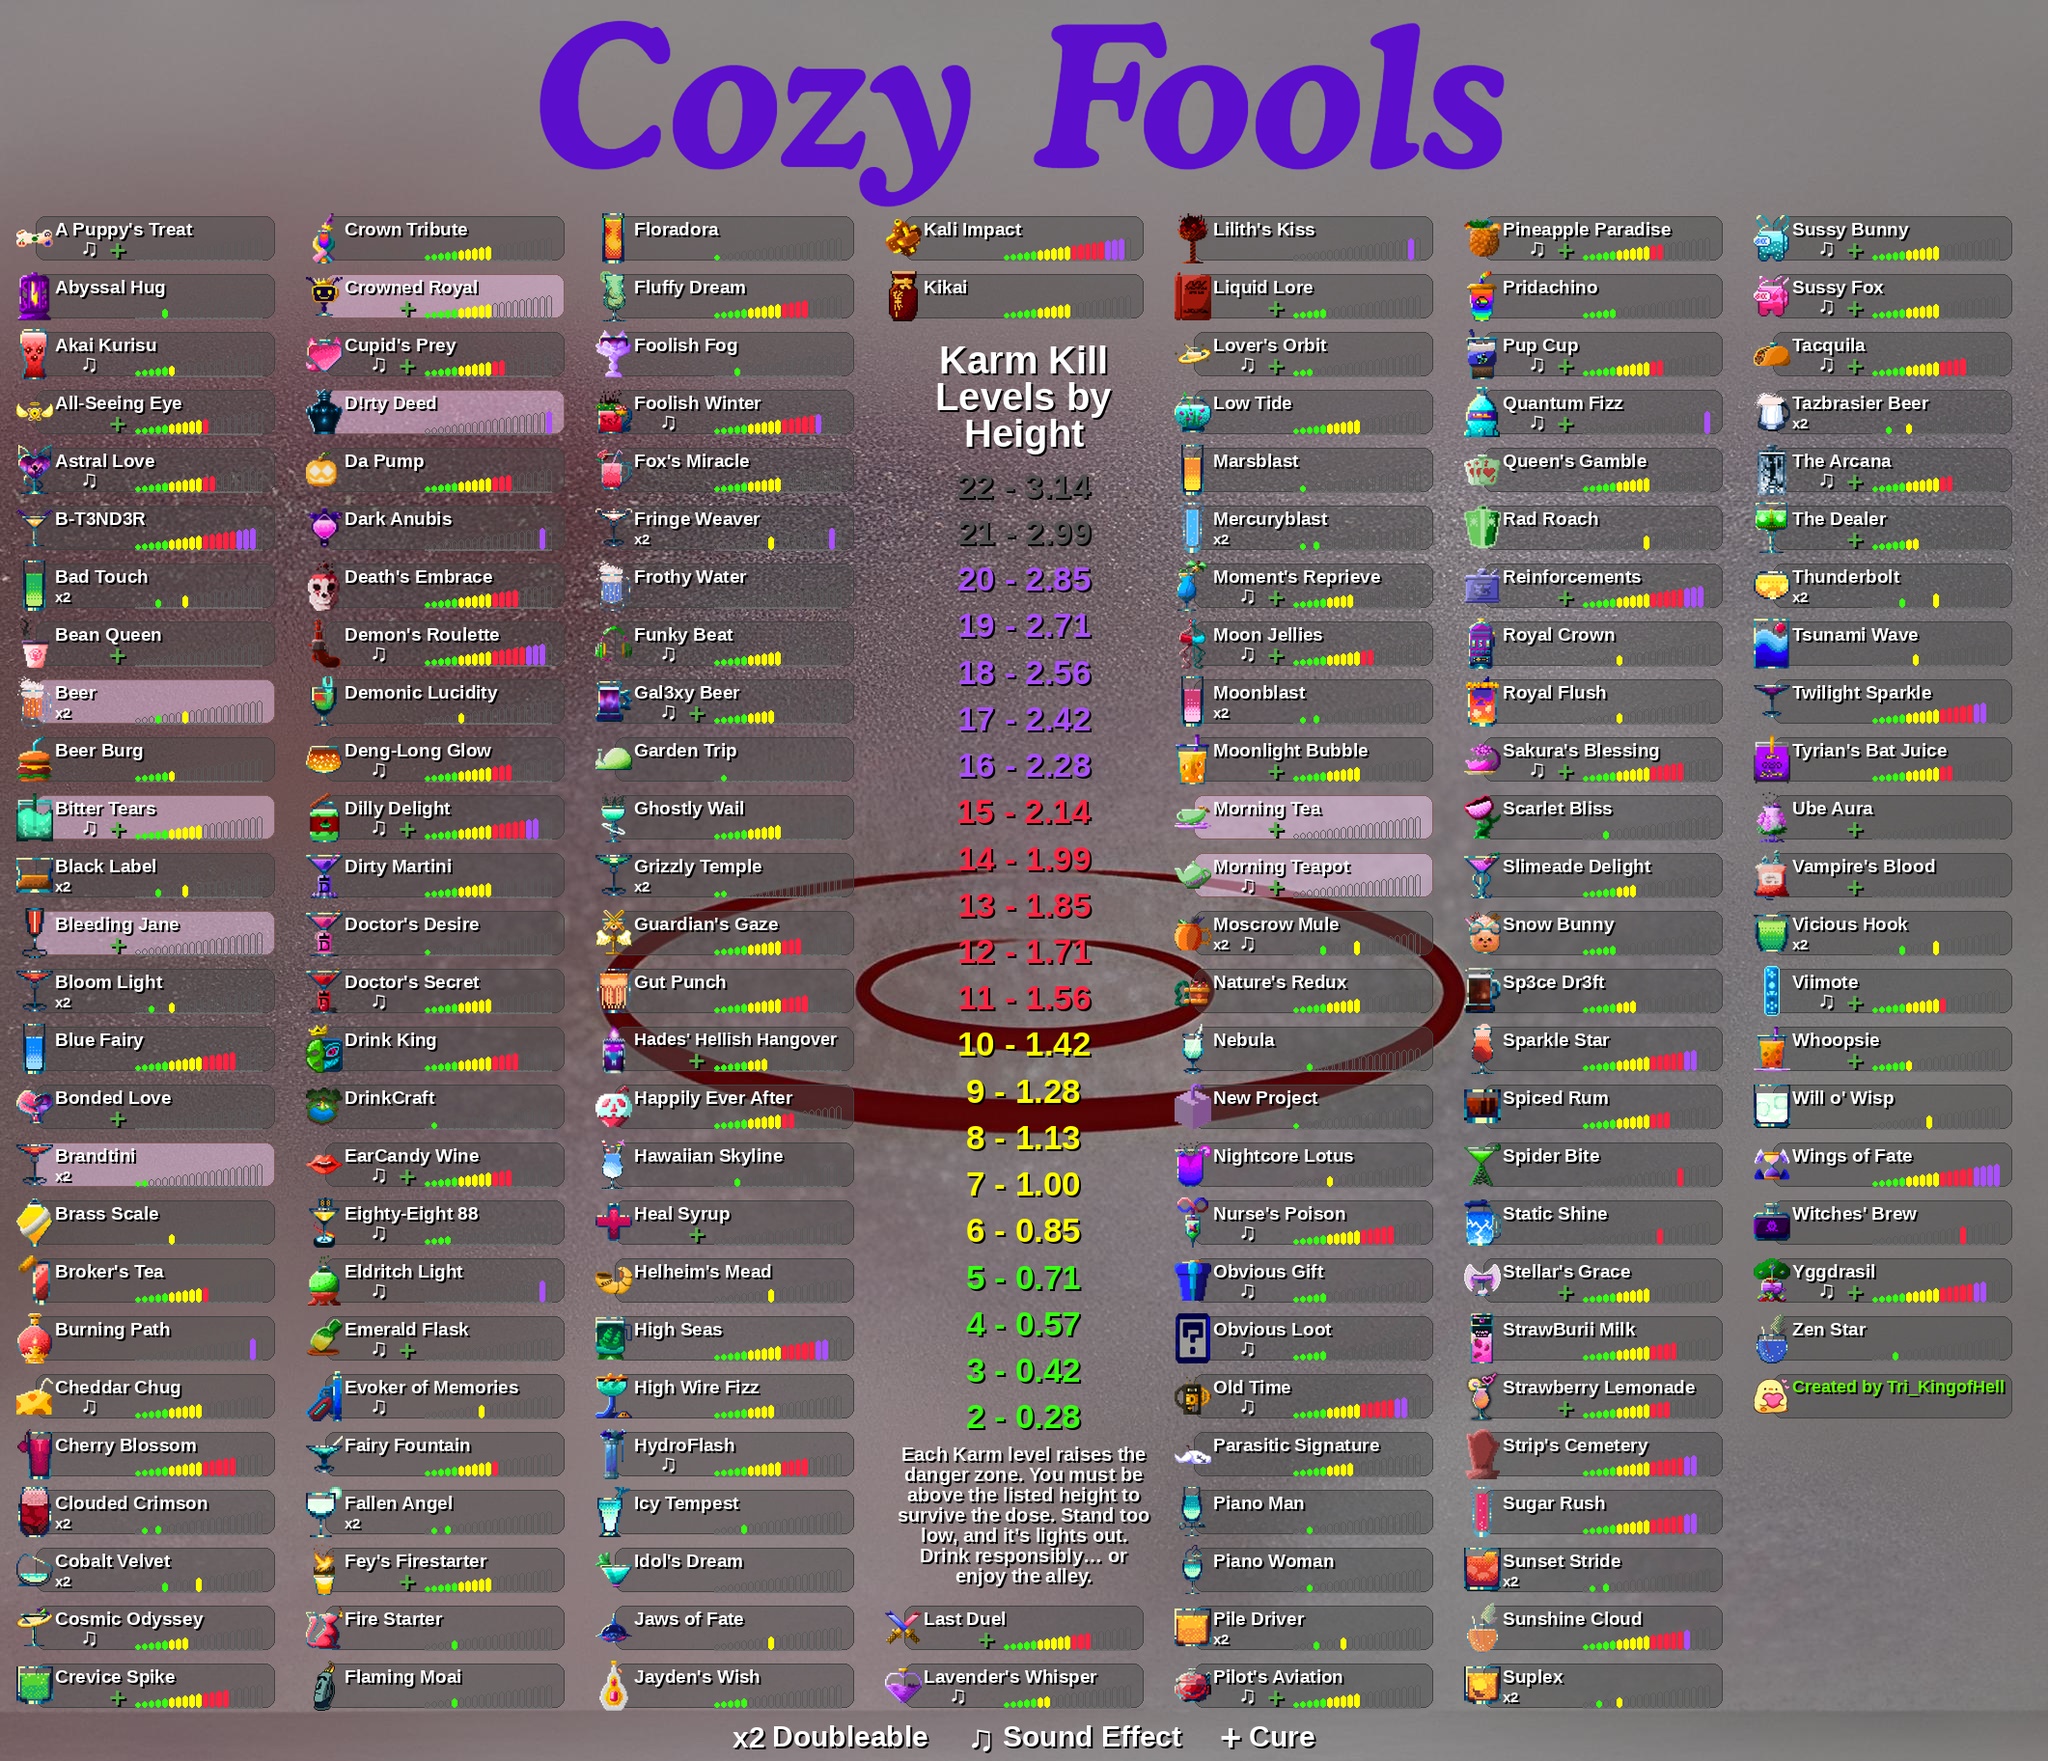 Cozy Fools
A Puppy's Treat
♫ +
Abyssal Hug
Akai Kurisu
♫
All-Seeing Eye
+
Astral Love
♫
B-T3ND3R
Bad Touch
x2
Bean Queen
+
Beer
x2
Beer Burg
Bitter Tears
♫ +
Black Label
x2
Bleeding Jane
+
Bloom Light
x2
Blue Fairy
Bonded Love
+
Brandtini
x2
Brass Scale
Broker's Tea
Burning Path
Cheddar Chug
♫
Cherry Blossom
Clouded Crimson
x2
Cobalt Velvet
x2
Cosmic Odyssey
♫
Crevice Spike
+
Crown Tribute
Crowned Royal
+
Cupid's Prey
♫ +
D!rty Deed
Da Pump
Dark Anubis
Death's Embrace
Demon's Roulette
♫
Demonic Lucidity
Deng-Long Glow
♫
Dilly Delight
♫ +
Dirty Martini
Doctor's Desire
Doctor's Secret
♫
Drink King
DrinkCraft
EarCandy Wine
♫ +
Eighty-Eight 88
♫
Eldritch Light
♫
Emerald Flask
♫ +
Evoker of Memories
♫
Fairy Fountain
Fallen Angel
x2
Fey's Firestarter
+
Fire Starter
Flaming Moai
Floradora
Fluffy Dream
Foolish Fog
Foolish Winter
♫
Fox's Miracle
Fringe Weaver
x2
Frothy Water
Funky Beat
♫
Gal3xy Beer
♫ +
Garden Trip
Ghostly Wail
Grizzly Temple
x2
Guardian's Gaze
Gut Punch
Hades' Hellish Hangover
+
Happily Ever After
Hawaiian Skyline
Heal Syrup
+
Helheim's Mead
High Seas
High Wire Fizz
HydroFlash
♫
Icy Tempest
Idol's Dream
Jaws of Fate
Jayden's Wish
Kali Impact
Kikai
Karm Kill
Levels by
Height
22 - 3.14
21 - 2.99
20 - 2.85
19 - 2.71
18 - 2.56
17 - 2.42
16 - 2.28
15 - 2.14
14 - 1.99
13 - 1.85
12 - 1.71
11 - 1.56
10 - 1.42
9 - 1.28
8 - 1.13
7 - 1.00
6 - 0.85
5 - 0.71
4 - 0.57
3 - 0.42
2 - 0.28
Each Karm level raises the
danger zone. You must be
above the listed height to
survive the dose. Stand too
low, and it's lights out.
Drink responsibly... or
enjoy the alley.
Last Duel
+
Lavender's Whisper
♫
Lilith's Kiss
Liquid Lore
+
Lover's Orbit
♫ +
Low Tide
Marsblast
Mercuryblast
x2
Moment's Reprieve
♫ +
Moon Jellies
♫ +
Moonblast
x2
Moonlight Bubble
+
Morning Tea
+
Morning Teapot
♫ +
Moscrow Mule
x2 ♫
Nature's Redux
Nebula
New Project
Nightcore Lotus
Nurse's Poison
♫
Obvious Gift
♫
Obvious Loot
♫
Old Time
♫
Parasitic Signature
Piano Man
Piano Woman
Pile Driver
x2
Pilot's Aviation
♫ +
Pineapple Paradise
♫ +
Pridachino
Pup Cup
♫ +
Quantum Fizz
♫ +
Queen's Gamble
Rad Roach
Reinforcements
+
Royal Crown
Royal Flush
Sakura's Blessing
♫ +
Scarlet Bliss
Slimeade Delight
Snow Bunny
Sp3ce Dr3ft
Sparkle Star
Spiced Rum
Spider Bite
Static Shine
Stellar's Grace
+
StrawBurii Milk
Strawberry Lemonade
+
Strip's Cemetery
Sugar Rush
Sunset Stride
x2
Sunshine Cloud
Suplex
x2
Sussy Bunny
♫ +
Sussy Fox
♫ +
Tacquila
♫ +
Tazbrasier Beer
x2
The Arcana
♫ +
The Dealer
+
Thunderbolt
x2
Tsunami Wave
Twilight Sparkle
Tyrian's Bat Juice
Ube Aura
+
Vampire's Blood
+
Vicious Hook
x2
Viimote
♫ +
Whoopsie
+
Will o' Wisp
Wings of Fate
Witches' Brew
Yggdrasil
♫ +
Zen Star
Created by Tri_KingofHell
x2 Doubleable ♫ Sound Effect + Cure